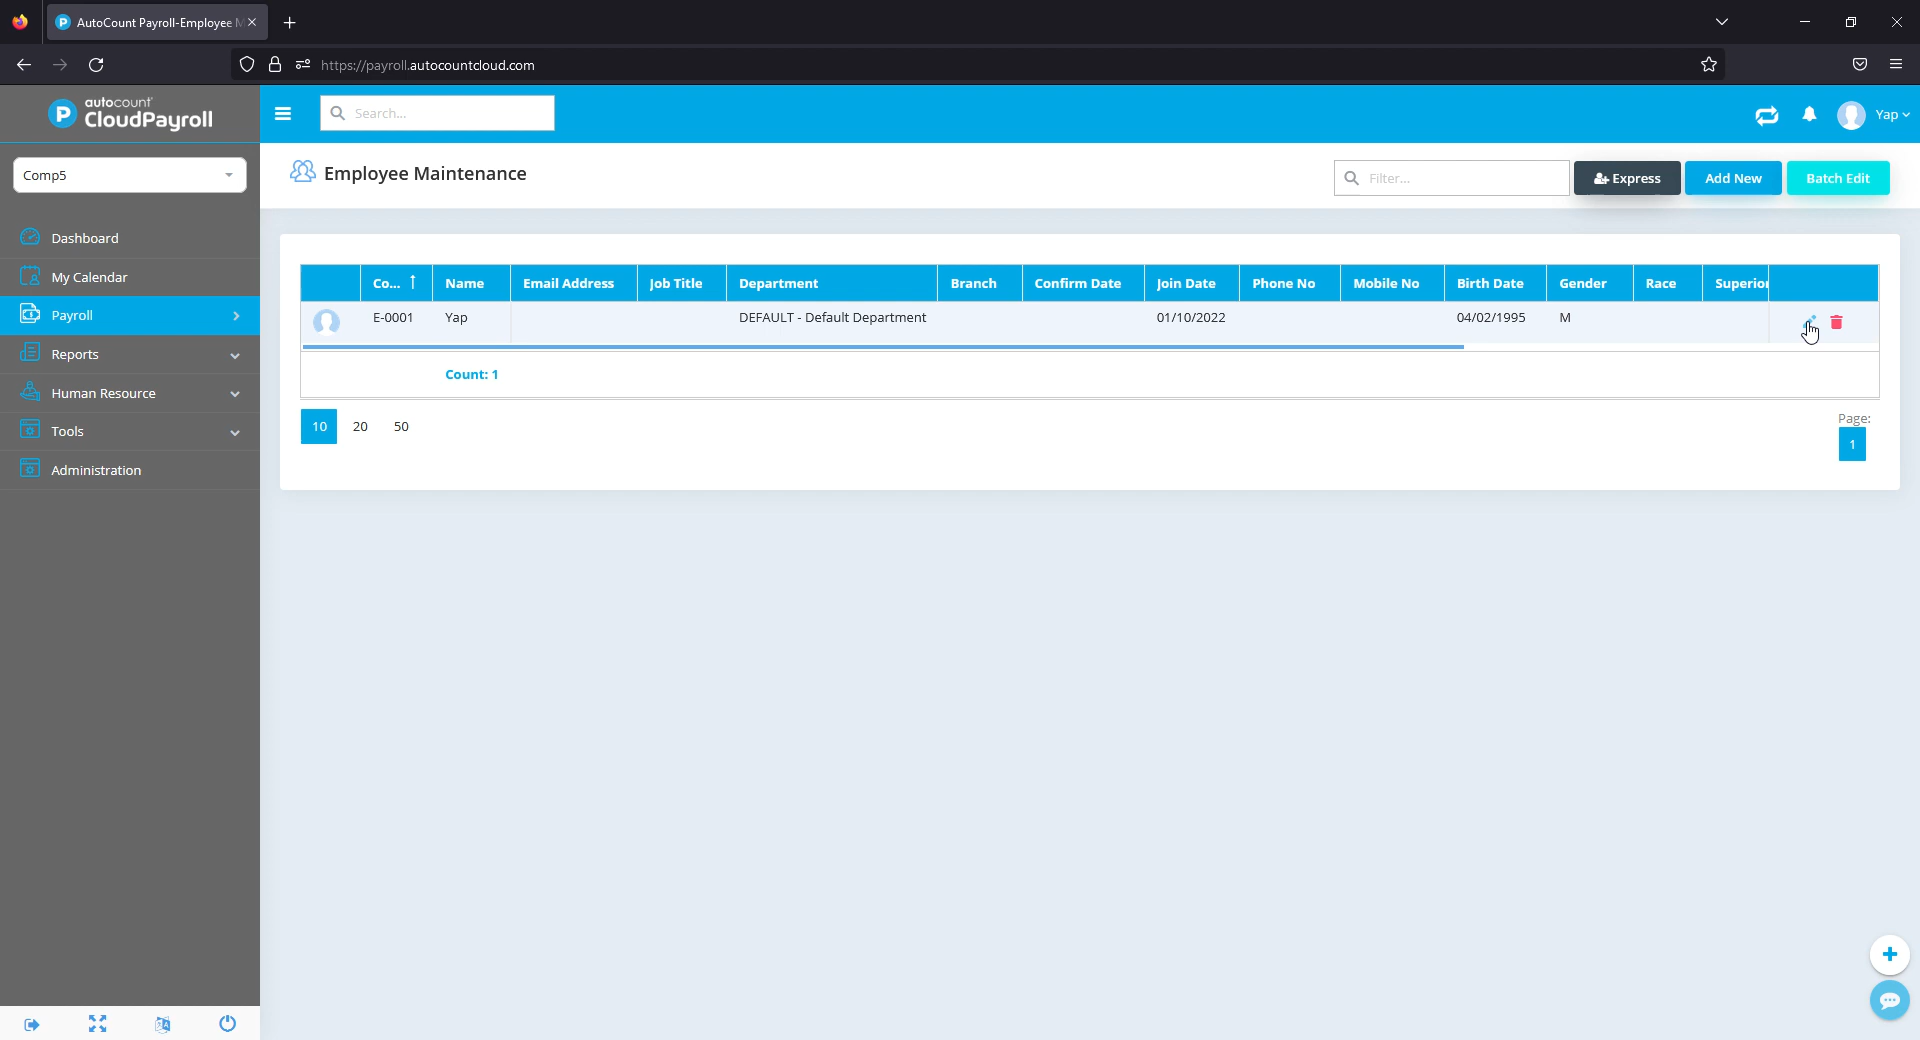 AutoCount Payroll-Employee M
https://payroll.autocountcloud.com
autocount
CloudPayroll
Search...
Yap
Comp5
Employee Maintenance
Filter...
Express
Add New
Batch Edit
Dashboard
My Calendar
Payroll
Reports
Human Resource
Tools
Administration
Co... Name Email Address Job Title Department Branch Confirm Date Join Date Phone No Mobile No Birth Date Gender Race Superior
E-0001 Yap DEFAULT - Default Department 01/10/2022 04/02/1995 M
Count: 1
10 20 50
Page:
1